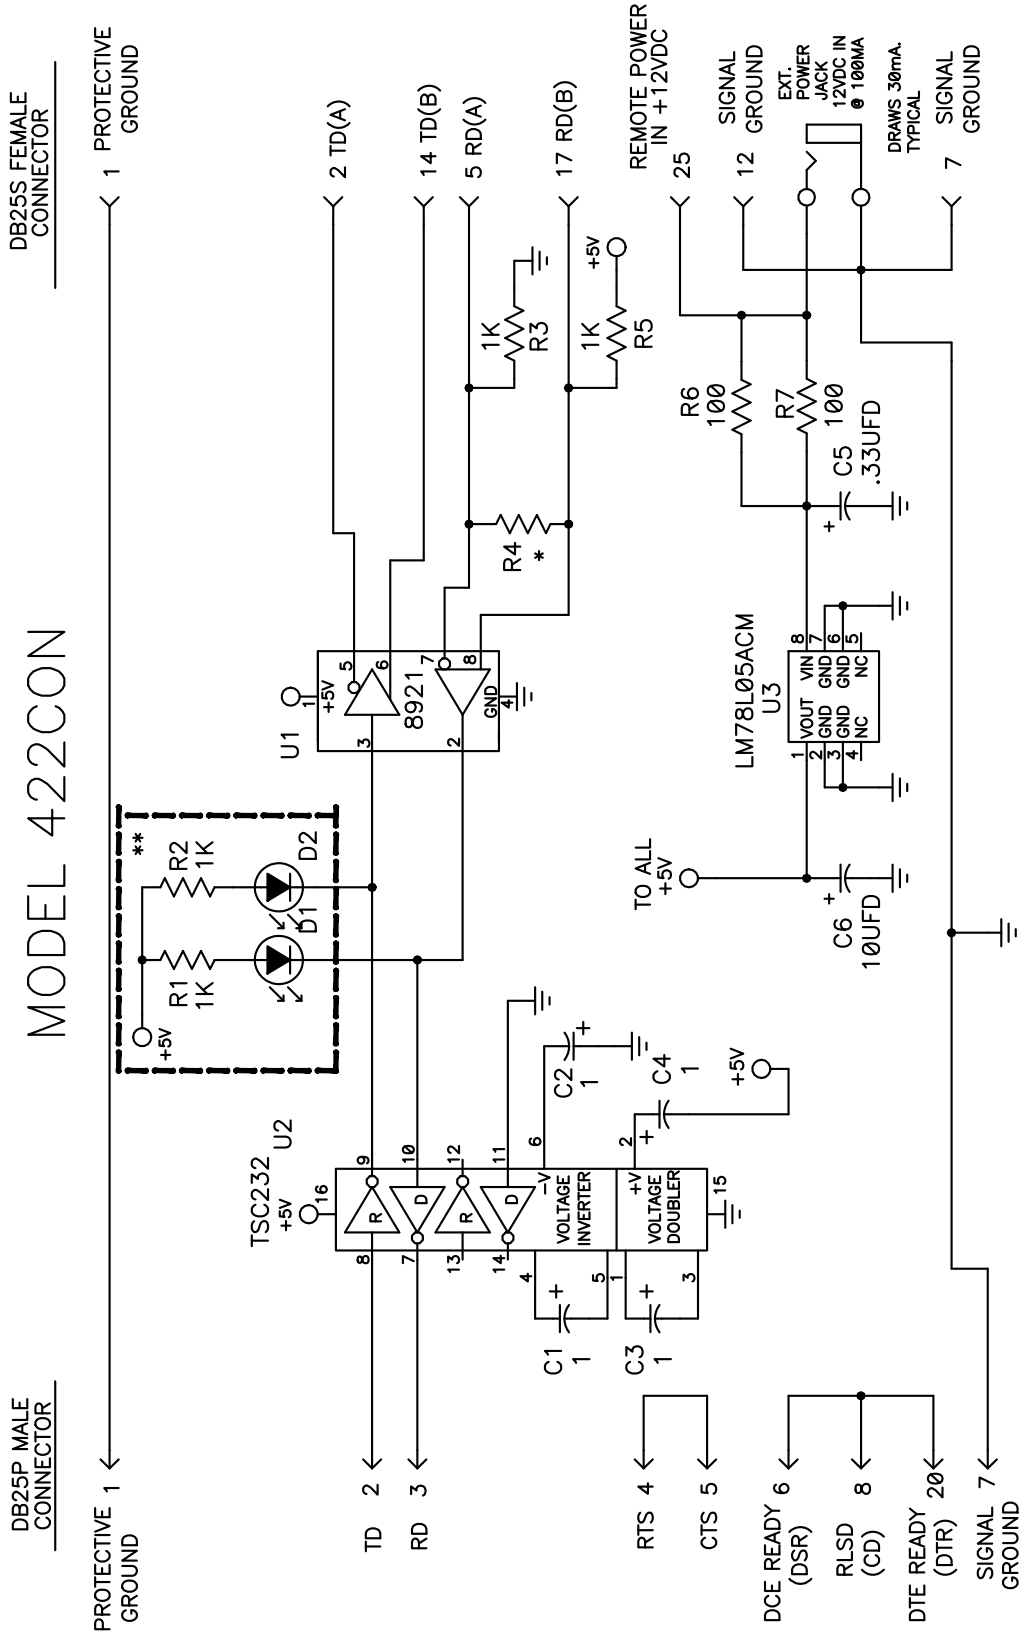 MODEL 422CON
DB25P MALE
CONNECTOR
DB25S FEMALE
CONNECTOR
PROTECTIVE 1
GROUND
1 PROTECTIVE
GROUND
+5V
R1
1K
R2
1K
**
D1
D2
TSC232
U2
+5V
16
TD 2
8
R
9
RD 3
7
D
10
13
R
12
14
D
11
4
-V
6
VOLTAGE
INVERTER
5
1
+V
2
VOLTAGE
DOUBLER
3
15
C1
1
+
C3
1
+
C2
1
+
C4
1
+
+5V
U1
1
+5V
3
5
6
8921
2
7
8
GND
4
2 TD(A)
14 TD(B)
5 RD(A)
17 RD(B)
R4
*
1K
R3
1K
R5
+5V
RTS 4
CTS 5
DCE READY 6
(DSR)
RLSD 8
(CD)
DTE READY 20
(DTR)
SIGNAL 7
GROUND
TO ALL
+5V
C6
10UFD
+
LM78L05ACM
U3
1 VOUT VIN 8
2 GND GND 7
3 GND GND 6
4 NC NC 5
C5
.33UFD
+
R6
100
R7
100
REMOTE POWER
IN +12VDC
25
12
SIGNAL
GROUND
EXT.
POWER
JACK
12VDC IN
@ 100MA
DRAWS 30mA.
TYPICAL
7
SIGNAL
GROUND